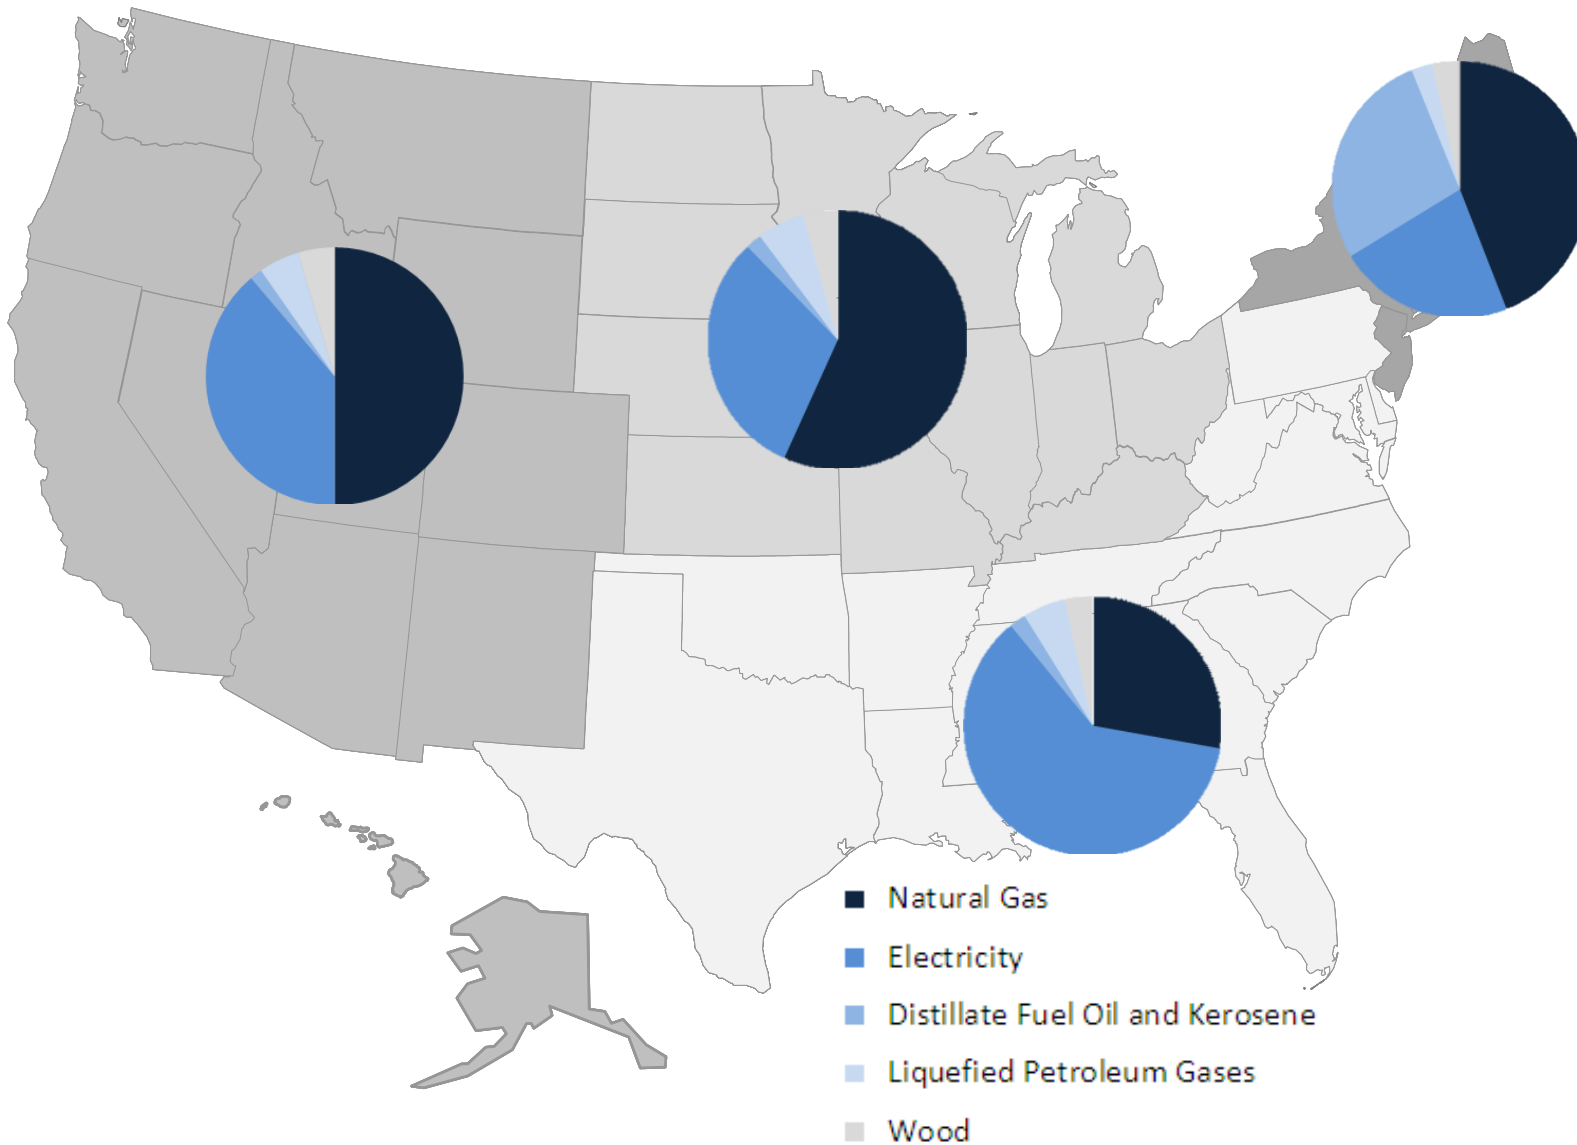 Natural Gas
Electricity
Distillate Fuel Oil and Kerosene
Liquefied Petroleum Gases
Wood